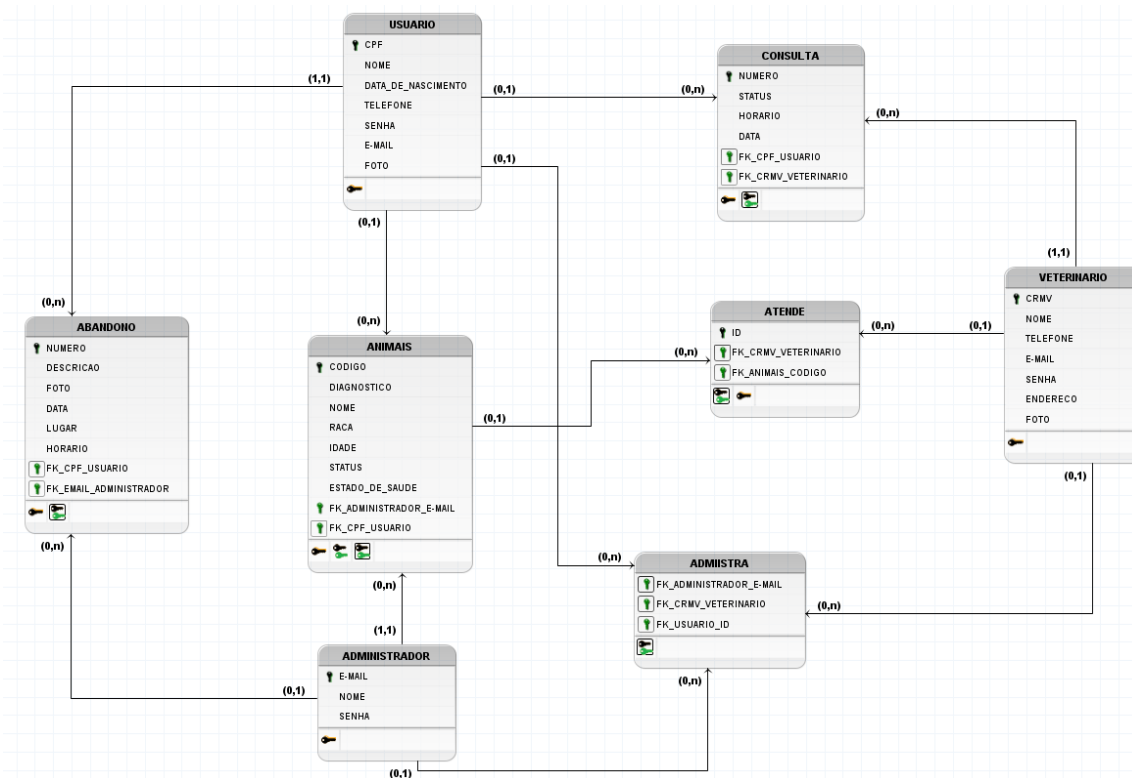 USUARIO
CPF
NOME
DATA_DE_NASCIMENTO
TELEFONE
SENHA
E-MAIL
FOTO
(1,1)
(0,1)
(0,n)
(0,1)
(0,1)
(0,n)
(0,n)
CONSULTA
NUMERO
STATUS
HORARIO
DATA
FK_CPF_USUARIO
FK_CRMV_VETERINARIO
(0,n)
(1,1)
VETERINARIO
CRMV
NOME
TELEFONE
E-MAIL
SENHA
ENDERECO
FOTO
(0,1)
(0,1)
ATENDE
ID
FK_CRMV_VETERINARIO
FK_ANIMAIS_CODIGO
(0,n)
(0,n)
ABANDONO
NUMERO
DESCRICAO
FOTO
DATA
LUGAR
HORARIO
FK_CPF_USUARIO
FK_EMAIL_ADMINISTRADOR
(0,n)
ANIMAIS
CODIGO
DIAGNOSTICO
NOME
RACA
IDADE
STATUS
ESTADO_DE_SAUDE
FK_ADMINISTRADOR_E-MAIL
FK_CPF_USUARIO
(0,1)
(0,n)
(1,1)
ADMIISTRA
FK_ADMINISTRADOR_E-MAIL
FK_CRMV_VETERINARIO
FK_USUARIO_ID
(0,n)
(0,n)
(0,n)
ADMINISTRADOR
E-MAIL
NOME
SENHA
(0,1)
(0,1)